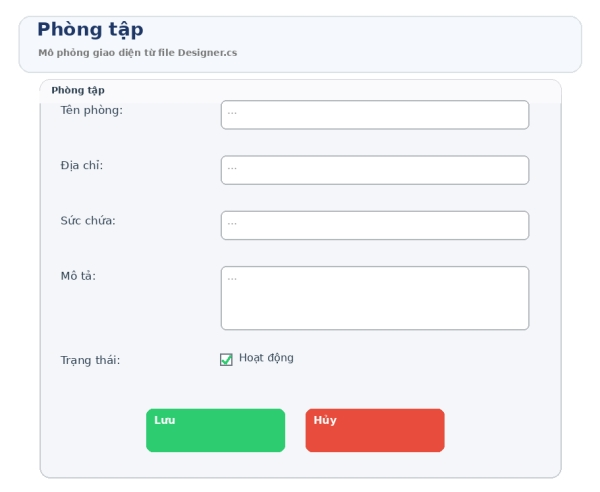 Phòng tập
Mô phỏng giao diện từ file Designer.cs
Phòng tập
Tên phòng:
...
Địa chỉ:
...
Sức chứa:
...
Mô tả:
...
Trạng thái:
Hoạt động
Lưu
Hủy